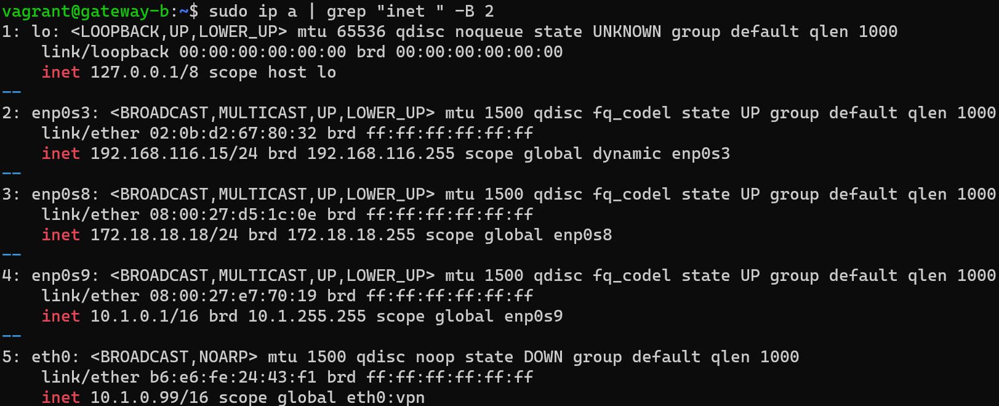 vagrant@gateway-b:~$ sudo ip a | grep "inet " -B 2
1: lo: <LOOPBACK,UP,LOWER_UP> mtu 65536 qdisc noqueue state UNKNOWN group default qlen 1000
    link/loopback 00:00:00:00:00:00 brd 00:00:00:00:00:00
    inet 127.0.0.1/8 scope host lo
--
2: enp0s3: <BROADCAST,MULTICAST,UP,LOWER_UP> mtu 1500 qdisc fq_codel state UP group default qlen 1000
    link/ether 02:0b:d2:67:80:32 brd ff:ff:ff:ff:ff:ff
    inet 192.168.116.15/24 brd 192.168.116.255 scope global dynamic enp0s3
--
3: enp0s8: <BROADCAST,MULTICAST,UP,LOWER_UP> mtu 1500 qdisc fq_codel state UP group default qlen 1000
    link/ether 08:00:27:d5:1c:0e brd ff:ff:ff:ff:ff:ff
    inet 172.18.18.18/24 brd 172.18.18.255 scope global enp0s8
--
4: enp0s9: <BROADCAST,MULTICAST,UP,LOWER_UP> mtu 1500 qdisc fq_codel state UP group default qlen 1000
    link/ether 08:00:27:e7:70:19 brd ff:ff:ff:ff:ff:ff
    inet 10.1.0.1/16 brd 10.1.255.255 scope global enp0s9
--
5: eth0: <BROADCAST,NOARP> mtu 1500 qdisc noop state DOWN group default qlen 1000
    link/ether b6:e6:fe:24:43:f1 brd ff:ff:ff:ff:ff:ff
    inet 10.1.0.99/16 scope global eth0:vpn